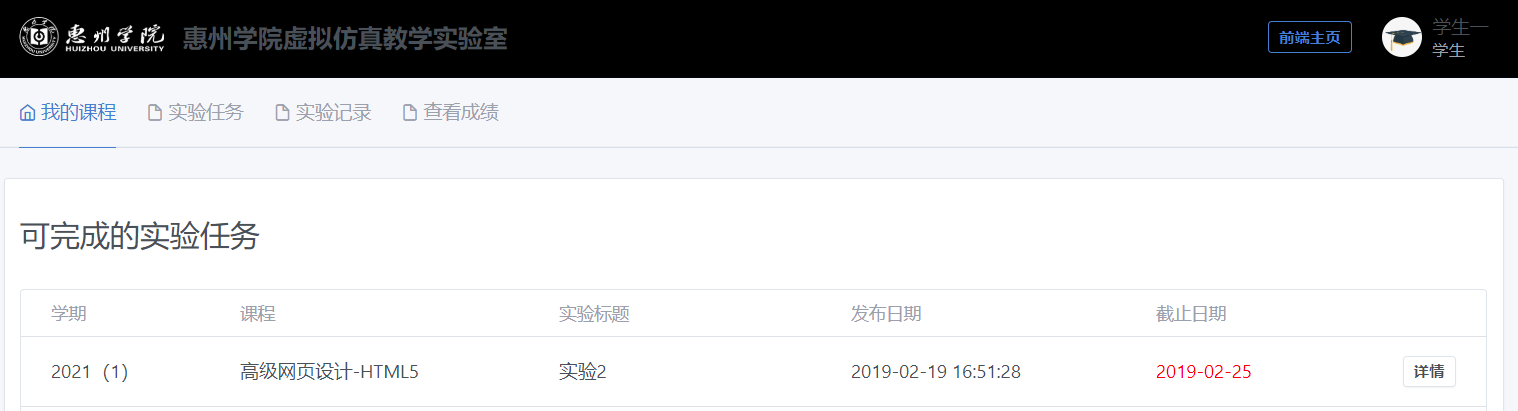 惠州学院
HUIZHOU UNIVERSITY
惠州学院虚拟仿真教学实验室
前端主页
学生一
学生
我的课程 实验任务 实验记录 查看成绩
可完成的实验任务
学期 课程 实验标题 发布日期 截止日期
2021（1） 高级网页设计-HTML5 实验2 2019-02-19 16:51:28 2019-02-25 详情